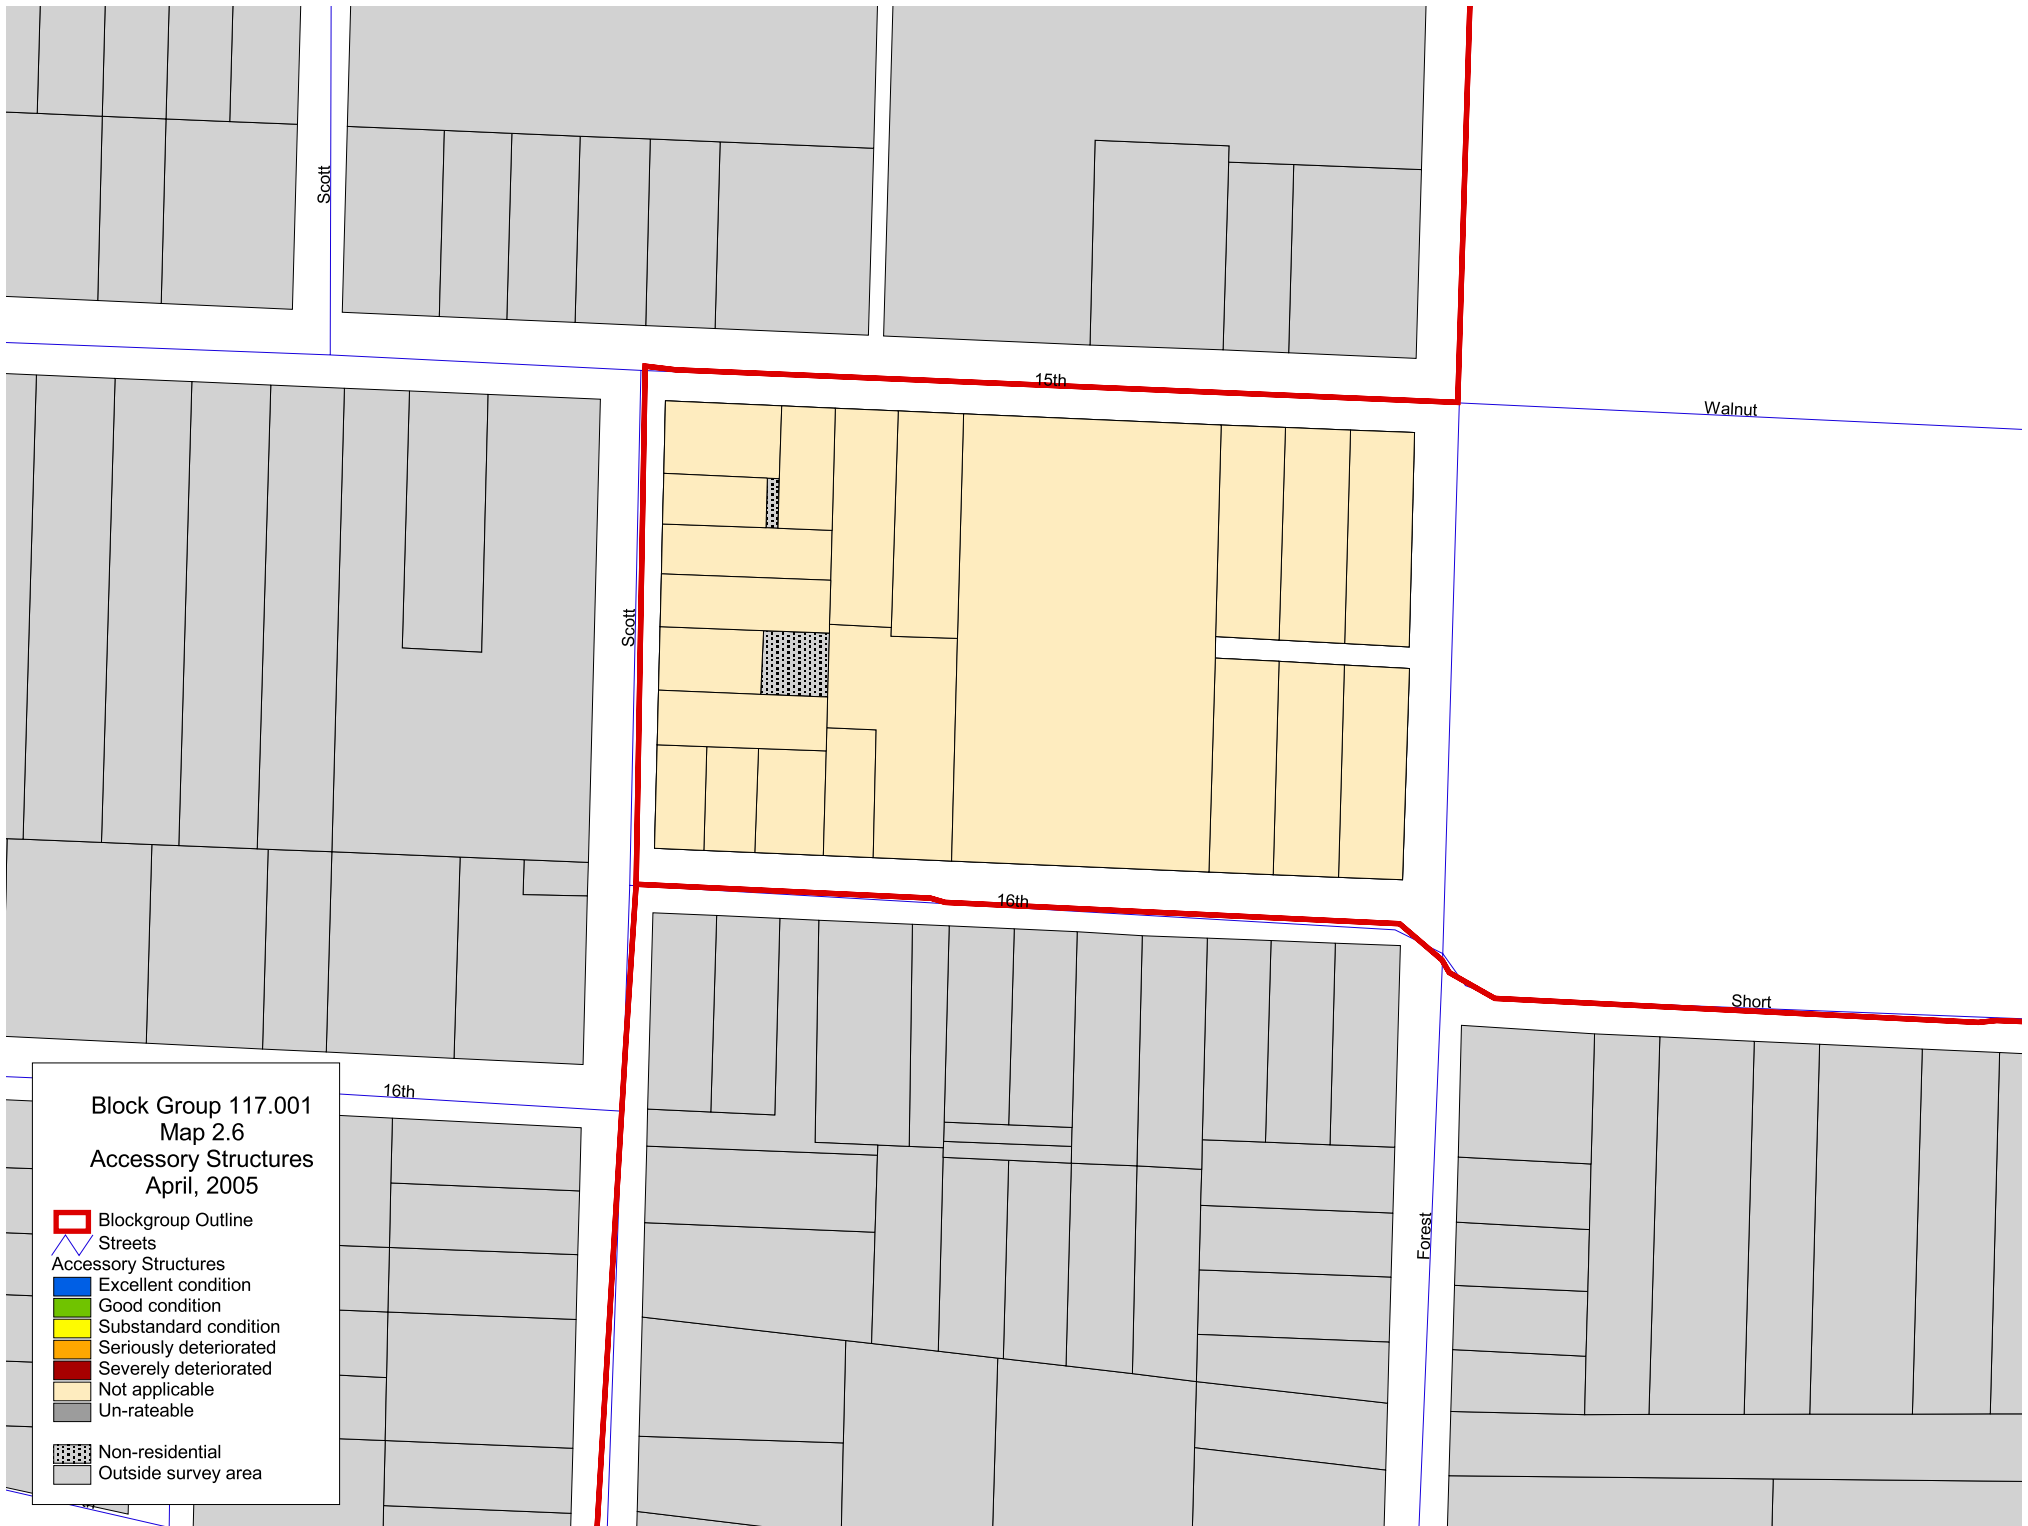 Scott
15th
Walnut
Scott
16th
Short
16th
Forest
Block Group 117.001
Map 2.6
Accessory Structures
April, 2005
Blockgroup Outline
Streets
Accessory Structures
Excellent condition
Good condition
Substandard condition
Seriously deteriorated
Severely deteriorated
Not applicable
Un-rateable
Non-residential
Outside survey area